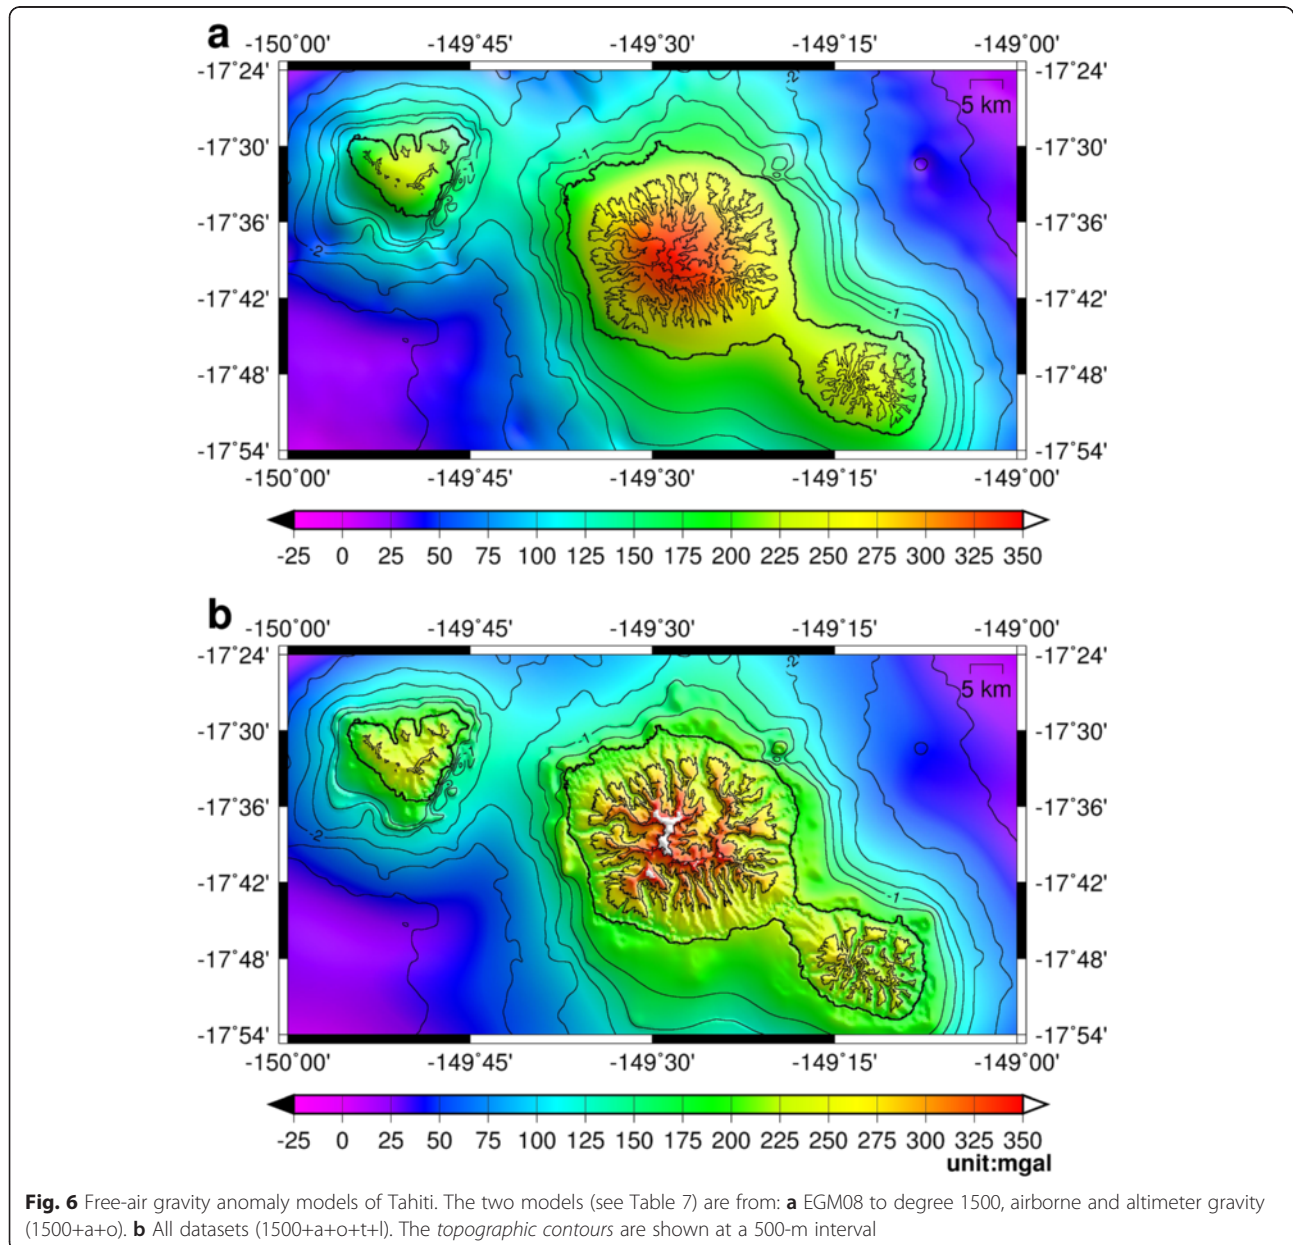 a
-150°00' -149°45' -149°30' -149°15' -149°00'
-17°24' -17°24'
5 km
-17°30' -17°30'
-17°36' -17°36'
-17°42' -17°42'
-17°48' -17°48'
-17°54' -17°54'
-1 -1 -1 -2 -2
-150°00' -149°45' -149°30' -149°15' -149°00'
-25 0 25 50 75 100 125 150 175 200 225 250 275 300 325 350
b
-150°00' -149°45' -149°30' -149°15' -149°00'
-17°24' -17°24'
5 km
-17°30' -17°30'
-17°36' -17°36'
-17°42' -17°42'
-17°48' -17°48'
-17°54' -17°54'
-1 -1 -1 -2 -2
-150°00' -149°45' -149°30' -149°15' -149°00'
-25 0 25 50 75 100 125 150 175 200 225 250 275 300 325 350
unit:mgal
Fig. 6 Free-air gravity anomaly models of Tahiti. The two models (see Table 7) are from: a EGM08 to degree 1500, airborne and altimeter gravity
(1500+a+o). b All datasets (1500+a+o+t+l). The topographic contours are shown at a 500-m interval